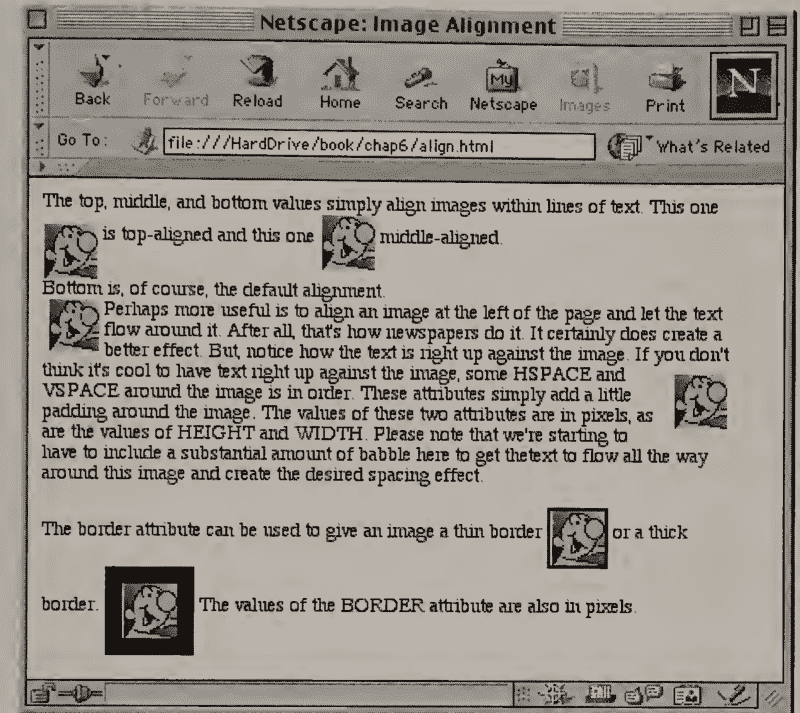 Netscape: Image Alignment
Back Forward Reload Home Search Netscape Images Print
My
N
Go To: file:///HardDrive/book/chap6/align.html What's Related
The top, middle, and bottom values simply align images within lines of text. This one
is top-aligned and this one middle-aligned.
Bottom is, of course, the default alignment.
Perhaps more useful is to align an image at the left of the page and let the text
flow around it. After all, that's how newspapers do it. It certainly does create a
better effect. But, notice how the text is right up against the image. If you don't
think it's cool to have text right up against the image, some HSPACE and
VSPACE around the image is in order. These attributes simply add a little
padding around the image. The values of these two attributes are in pixels, as
are the values of HEIGHT and WIDTH. Please note that we're starting to
have to include a substantial amount of babble here to get thetext to flow all the way
around this image and create the desired spacing effect.
The border attribute can be used to give an image a thin border or a thick
border. The values of the BORDER attribute are also in pixels.